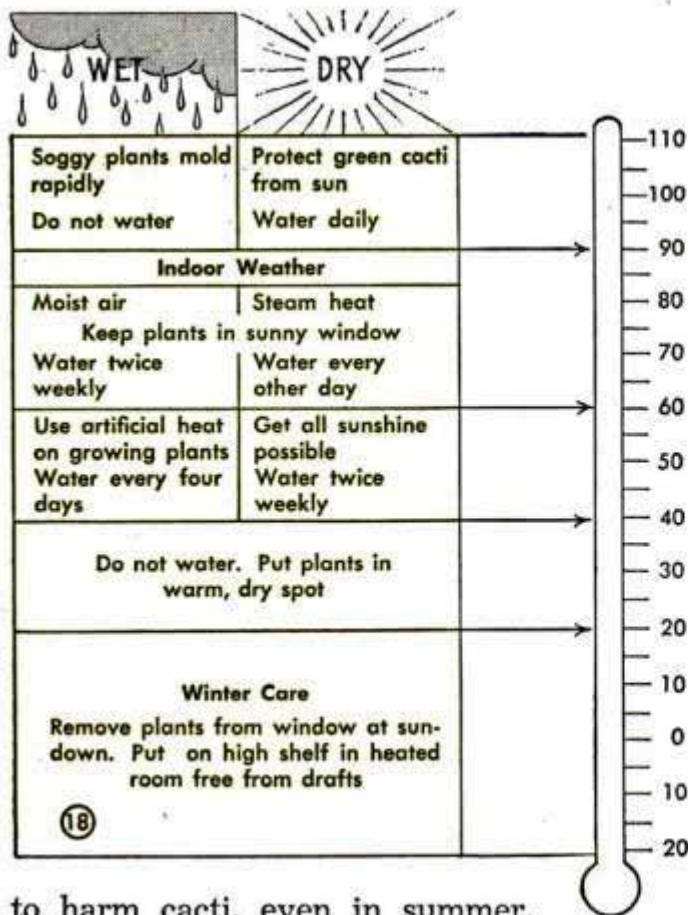 WET
DRY
Soggy plants mold
rapidly
Do not water
Protect green cacti
from sun
Water daily
Indoor Weather
Moist air
Steam heat
Keep plants in sunny window
Water twice
weekly
Water every
other day
Use artificial heat
on growing plants
Water every four
days
Get all sunshine
possible
Water twice
weekly
Do not water. Put plants in
warm, dry spot
Winter Care
Remove plants from window at sun-
down. Put on high shelf in heated
room free from drafts
18
110
100
90
80
70
60
50
40
30
20
10
0
10
20
to harm cacti, even in summer.